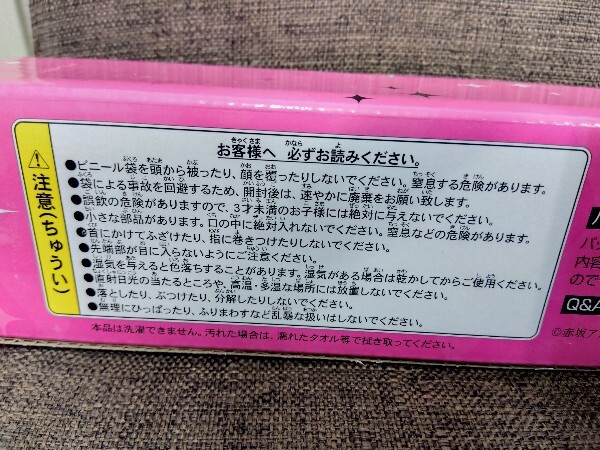 注意(ちゅうい)
お客様へ 必ずお読みください。
●ビニール袋を頭から被ったり、顔を覆ったりしないでください。窒息する危険があります。
●袋による事故を回避するため、開封後は、速やかに廃棄をお願い致します。
●誤飲の危険がありますので、3才未満のお子様には絶対に与えないでください。
●小さな部品があります。口の中に絶対入れないでください。窒息などの危険があります。
●首にかけてふざけたり、指に巻きつけたりしないでください。
●先端部が目に入らないようにご注意ください。
●湿気を与えると色落ちすることがあります。湿気がある場合は乾かしてからご使用ください。
●直射日光の当たるところや、高温・多湿な場所には放置しないでください。
●落としたり、ぶつけたり、分解したりしないでください。
●無理にひっぱったり、ふりまわすなど乱暴な扱いはしないでください。
本品は洗濯できません。汚れた場合は、濡れたタオル等で拭き取ってください。
パッ
内容
ので
Q&A
©赤坂ア